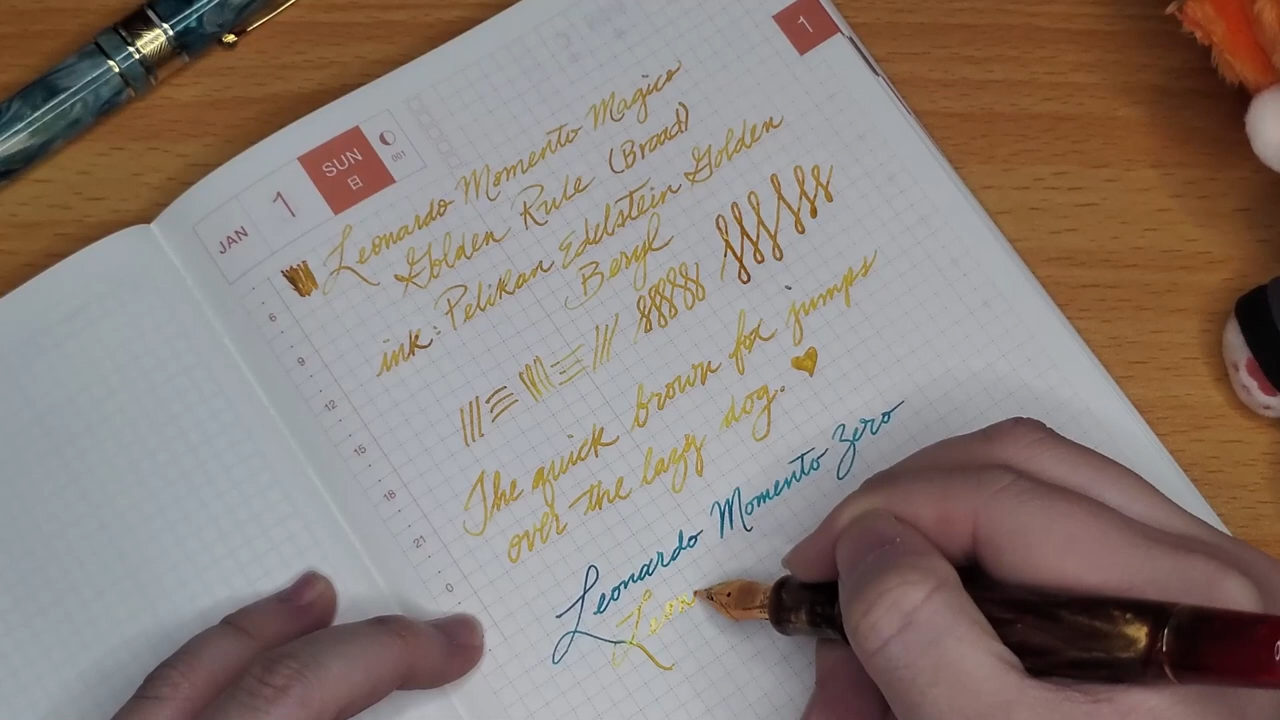 1
JAN 1 SUN 日 001
Leonardo Momento Magico
Golden Rule (Broad)
ink: Pelikan Edelstein Golden
Beryl
The quick brown fox jumps
over the lazy dog.
Leonardo Momento Zero
Leon
6
9
12
15
18
21
0